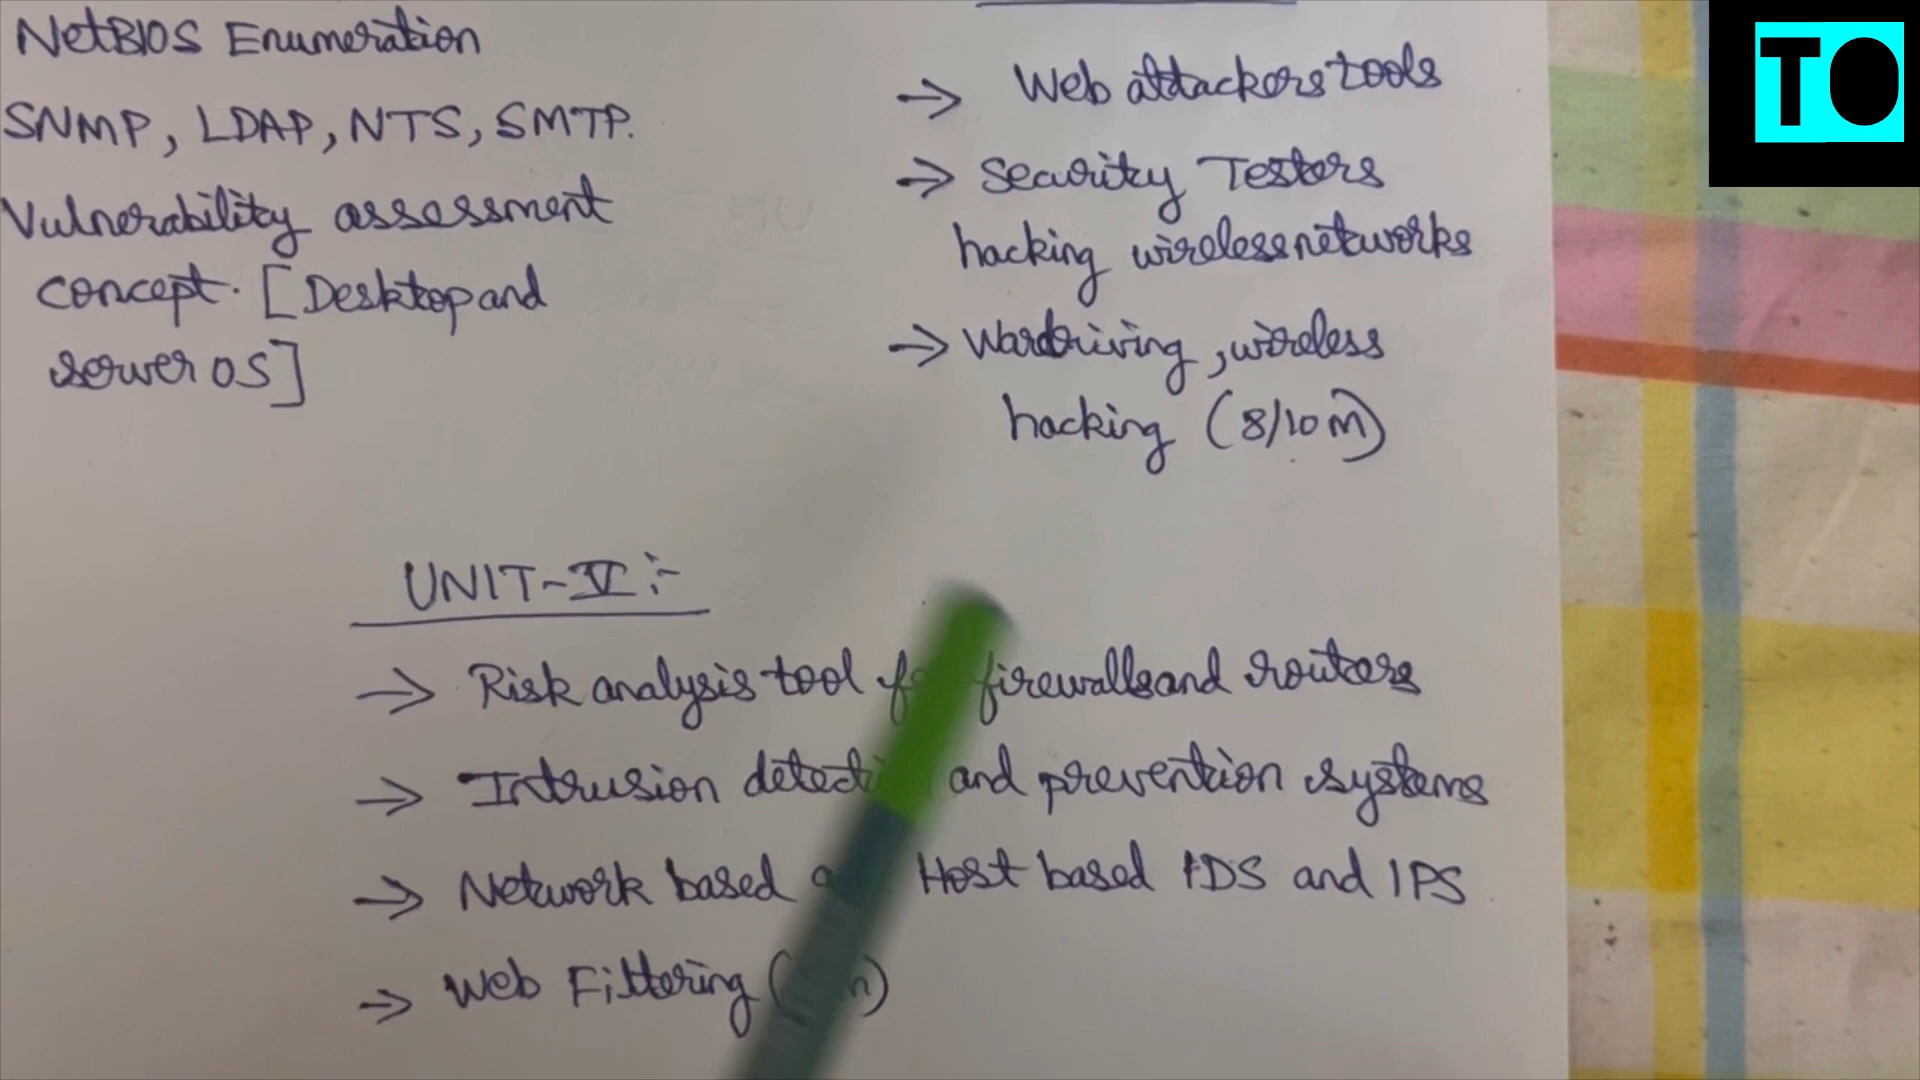 NetBIOS Enumeration
SNMP, LDAP, NTS, SMTP.
Vulnerability assessment
concept. [Desktop and
server OS]
→ Web attackers tools
→ Security Testers
hacking wireless networks
→ Wardriving, wireless
hacking (8/10m)
UNIT-V :-
→ Risk analysis tool firewalls and routers
→ Intrusion and prevention systems
→ Network based Host based IDS and IPS
→ Web Filtering
TO